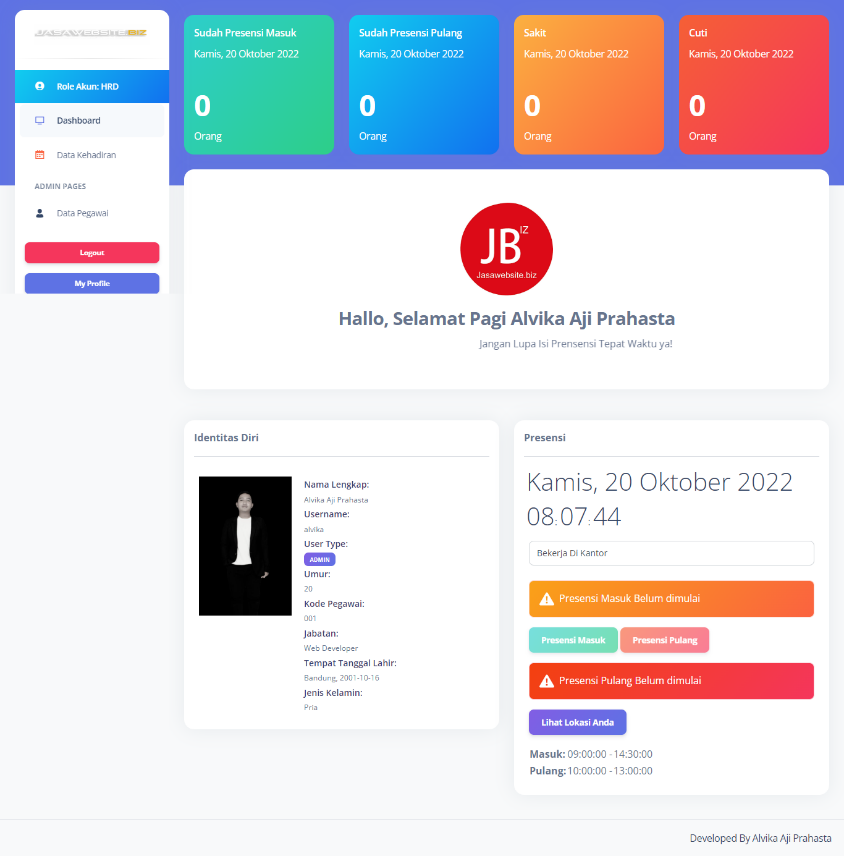 JASAWEBSITE.BIZ
Role Akun: HRD
Dashboard
Data Kehadiran
ADMIN PAGES
Data Pegawai
Logout
My Profile
Sudah Presensi Masuk
Kamis, 20 Oktober 2022
0
Orang
Sudah Presensi Pulang
Kamis, 20 Oktober 2022
0
Orang
Sakit
Kamis, 20 Oktober 2022
0
Orang
Cuti
Kamis, 20 Oktober 2022
0
Orang
JB IZ
Jasawebsite.biz
Hallo, Selamat Pagi Alvika Aji Prahasta
Jangan Lupa Isi Prensensi Tepat Waktu ya!
Identitas Diri
Nama Lengkap:
Alvika Aji Prahasta
Username:
alvika
User Type:
ADMIN
Umur:
20
Kode Pegawai:
001
Jabatan:
Web Developer
Tempat Tanggal Lahir:
Bandung, 2001-10-16
Jenis Kelamin:
Pria
Presensi
Kamis, 20 Oktober 2022
08:07:44
Bekerja Di Kantor
Presensi Masuk Belum dimulai
Presensi Masuk Presensi Pulang
Presensi Pulang Belum dimulai
Lihat Lokasi Anda
Masuk: 09:00:00 - 14:30:00
Pulang: 10:00:00 - 13:00:00
Developed By Alvika Aji Prahasta